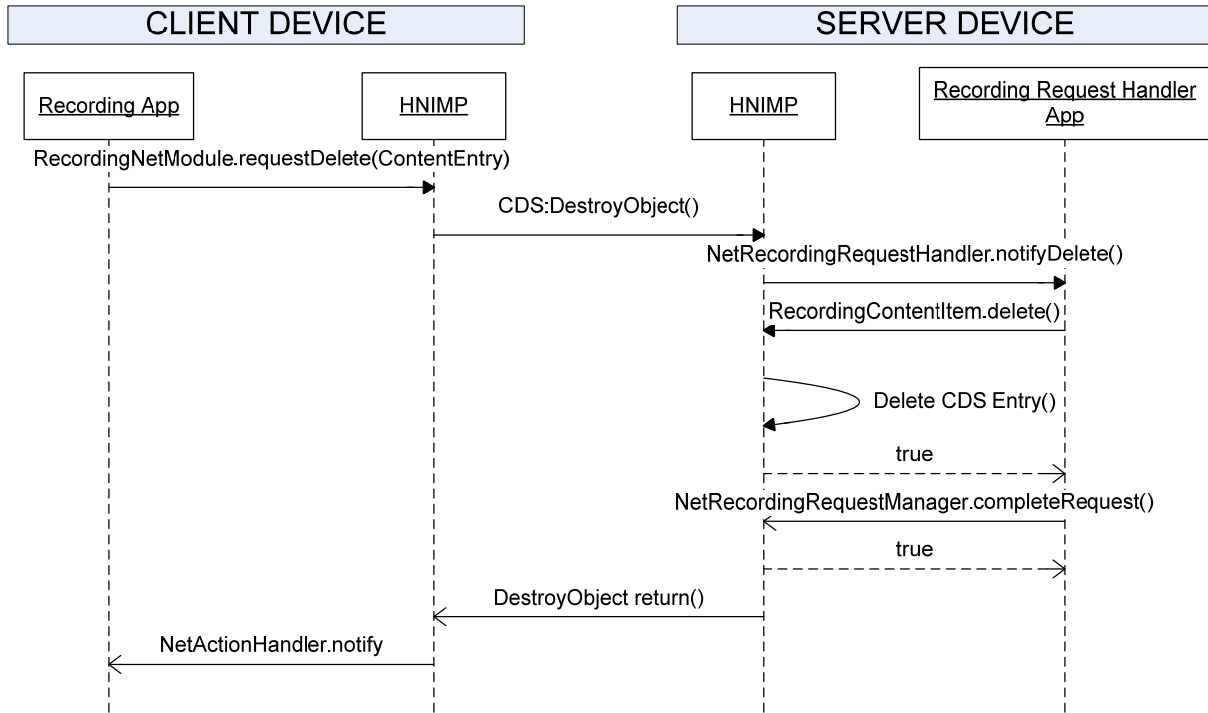 CLIENT DEVICE
SERVER DEVICE
Recording App
HNIMP
HNIMP
Recording Request Handler
App
RecordingNetModule.requestDelete(ContentEntry)
CDS:DestroyObject()
NetRecordingRequestHandler.notifyDelete()
RecordingContentItem.delete()
Delete CDS Entry()
true
NetRecordingRequestManager.completeRequest()
true
DestroyObject return()
NetActionHandler.notify